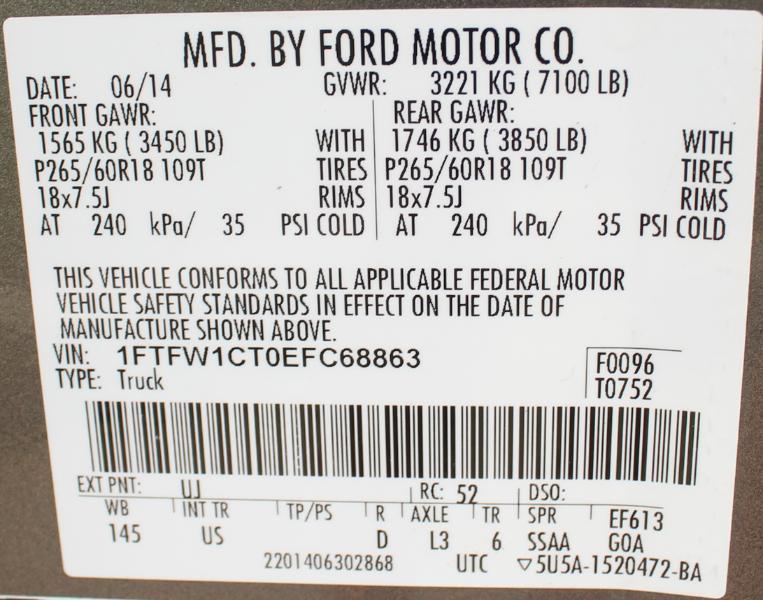 MFD. BY FORD MOTOR CO.
DATE: 06/14 GVWR: 3221 KG ( 7100 LB)
FRONT GAWR: REAR GAWR:
1565 KG ( 3450 LB) WITH 1746 KG ( 3850 LB) WITH
P265/60R18 109T TIRES P265/60R18 109T TIRES
18x7.5J RIMS 18x7.5J RIMS
AT 240 kPa/ 35 PSI COLD AT 240 kPa/ 35 PSI COLD
THIS VEHICLE CONFORMS TO ALL APPLICABLE FEDERAL MOTOR
VEHICLE SAFETY STANDARDS IN EFFECT ON THE DATE OF
MANUFACTURE SHOWN ABOVE.
VIN: 1FTFW1CT0EFC68863 F0096
TYPE: Truck T0752
EXT PNT: UJ RC: 52 DSO:
WB INT TR TP/PS R AXLE TR SPR EF613
145 US D L3 6 SSAA GOA
2201406302868 UTC ▽5U5A-1520472-BA